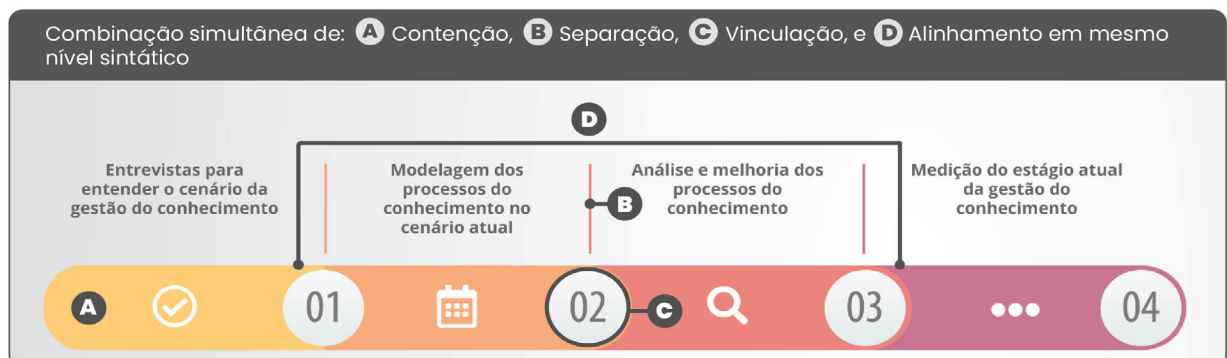 Combinação simultânea de: A Contenção, B Separação, C Vinculação, e D Alinhamento em mesmo
nível sintático
D
Entrevistas para
entender o cenário da
gestão do conhecimento
Modelagem dos
processos do
conhecimento no
cenário atual
B
Análise e melhoria dos
processos do
conhecimento
Medição do estágio atual
da gestão do
conhecimento
A
01
02
C
03
04